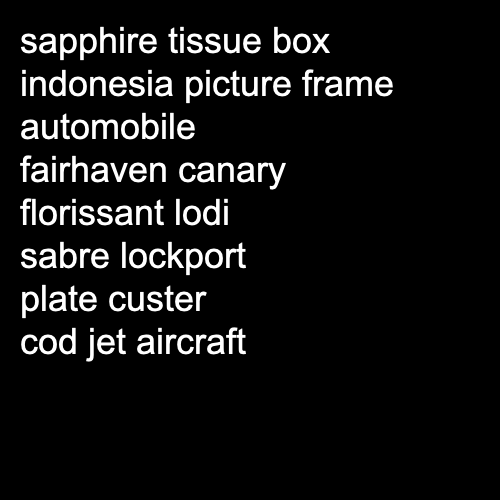 sapphire tissue box
indonesia picture frame
automobile
fairhaven canary
florissant lodi
sabre lockport
plate custer
cod jet aircraft